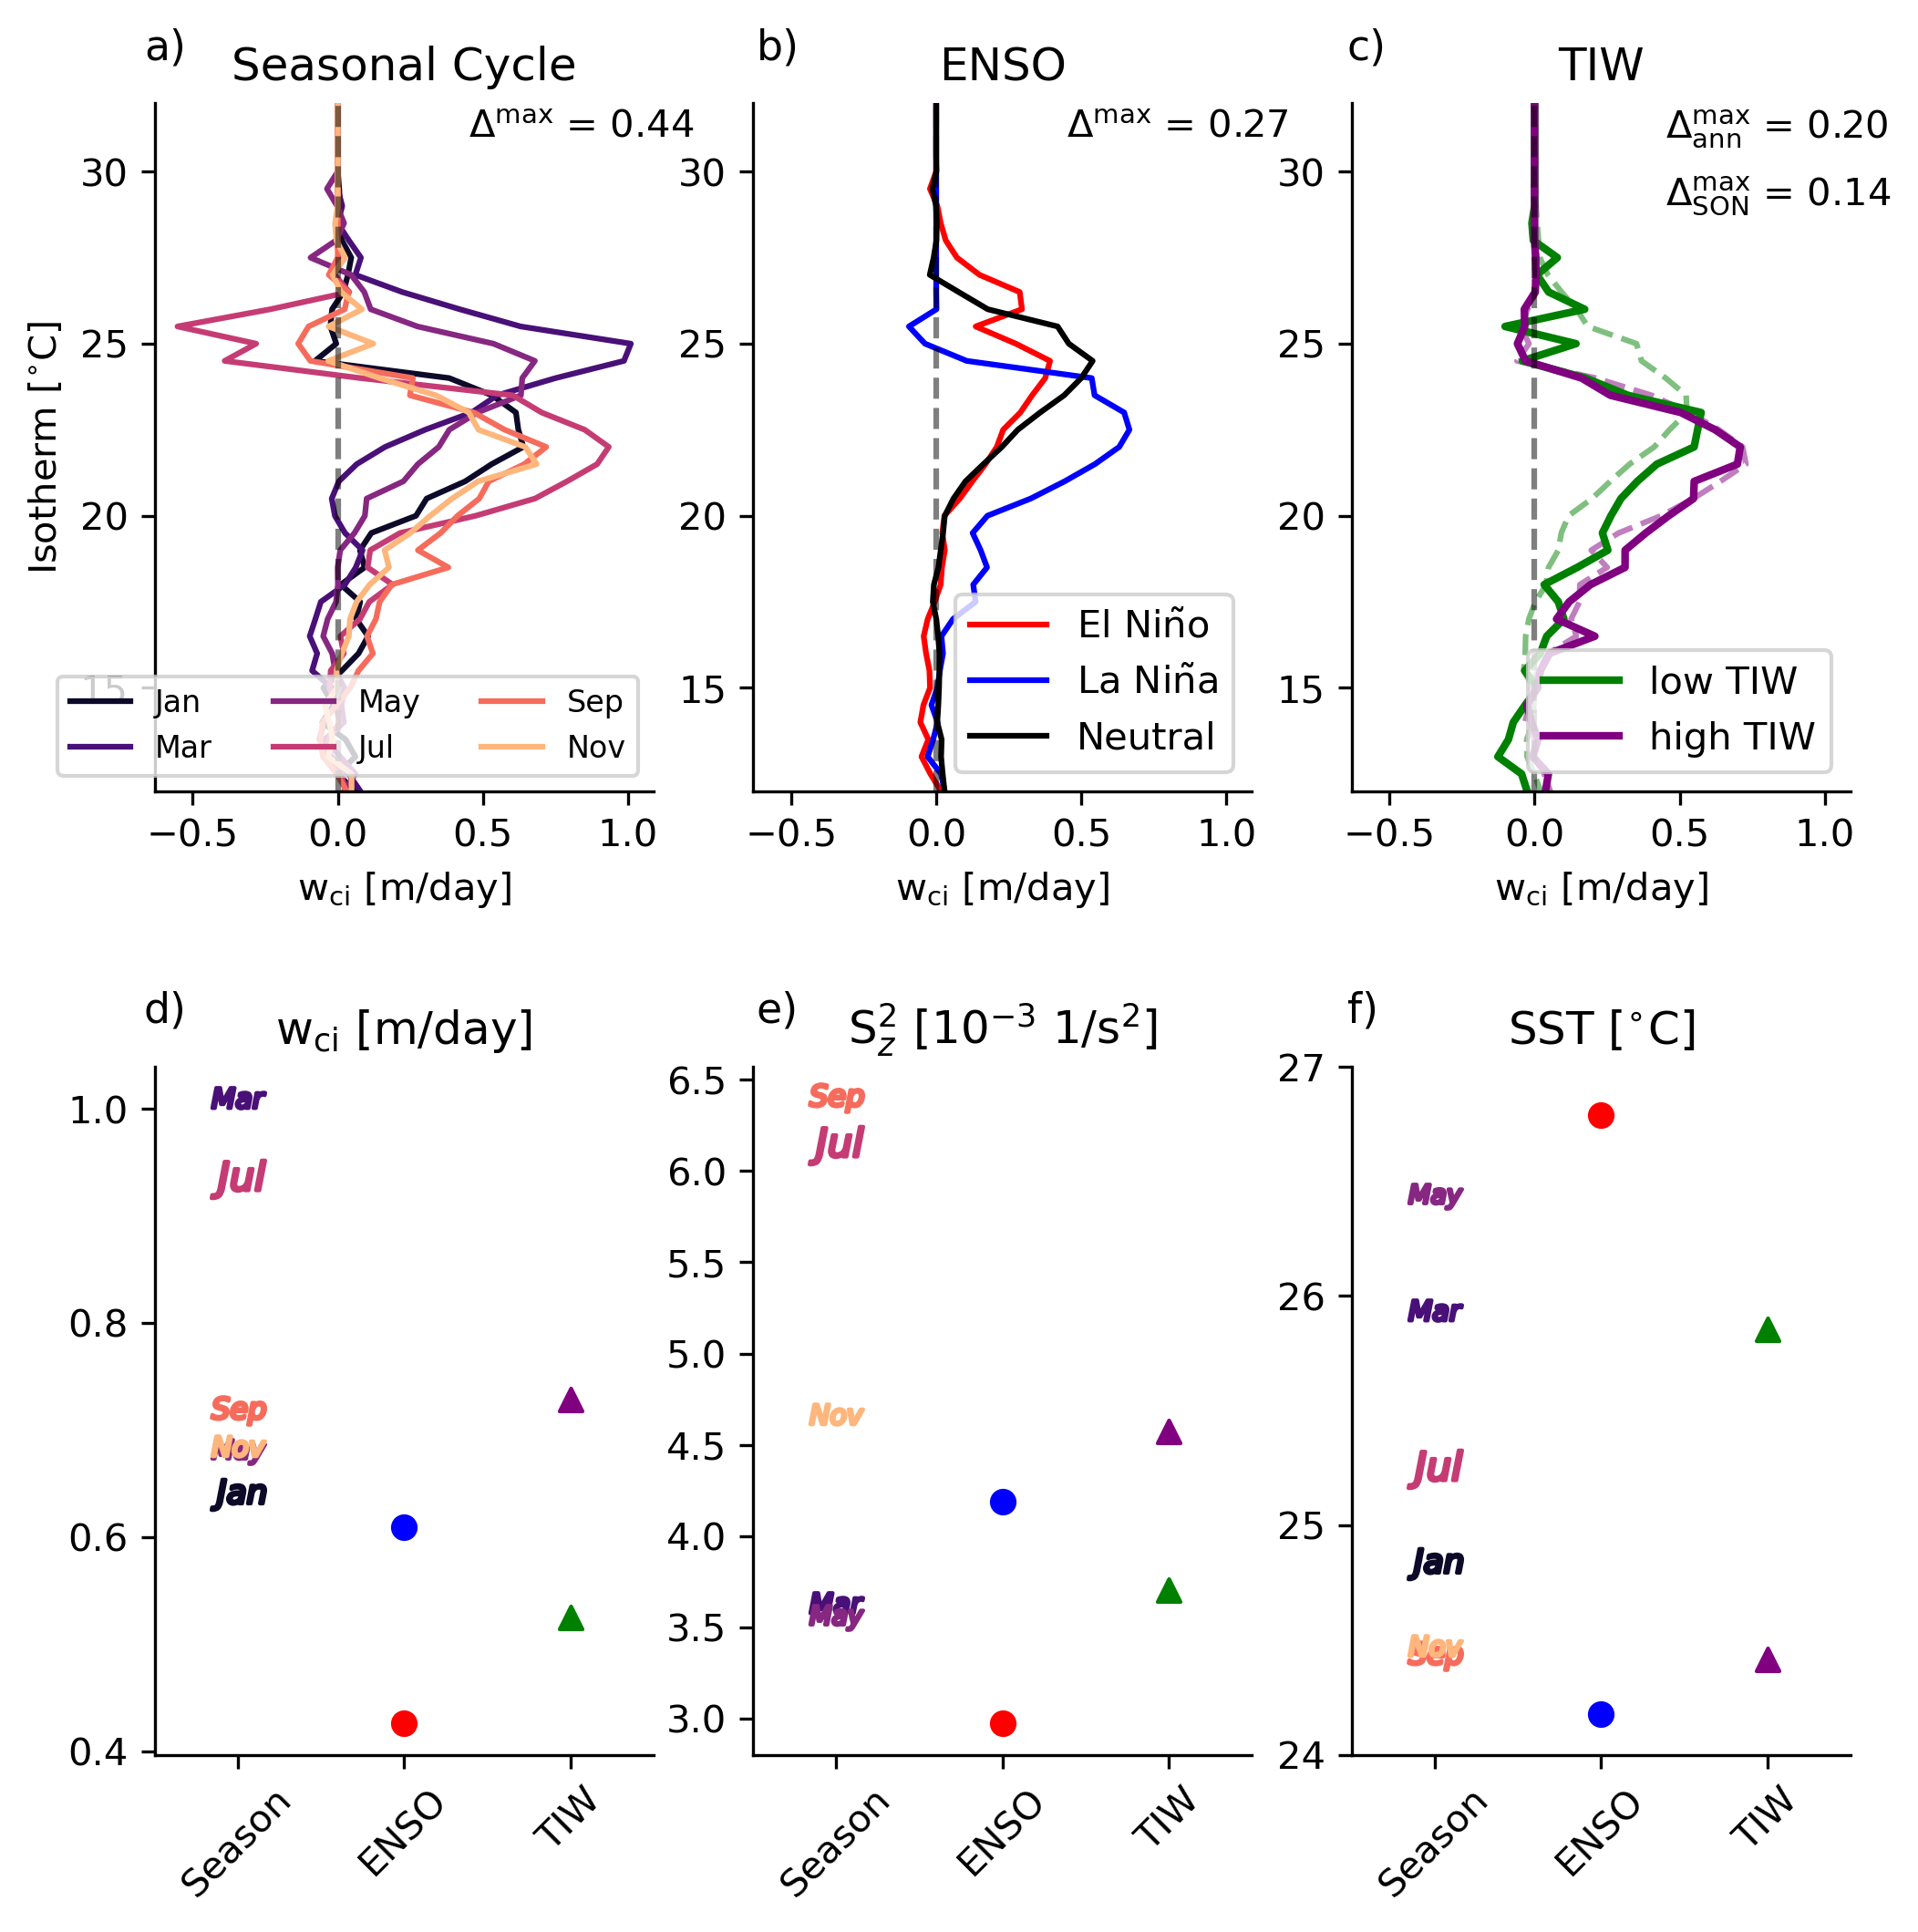 a)
Seasonal Cycle
Δmax = 0.44
30
25
20
15
Isotherm [°C]
Jan
Mar
May
Jul
Sep
Nov
−0.5 0.0 0.5 1.0
wci [m/day]
b)
ENSO
Δmax = 0.27
30
25
20
15
El Niño
La Niña
Neutral
−0.5 0.0 0.5 1.0
wci [m/day]
c)
TIW
Δmax ann = 0.20
Δmax SON = 0.14
30
25
20
15
low TIW
high TIW
−0.5 0.0 0.5 1.0
wci [m/day]
d)
wci [m/day]
1.0
0.8
0.6
0.4
Mar
Jul
Sep
Nov
May
Jan
Season ENSO TIW
e)
S²z [10⁻³ 1/s²]
6.5
6.0
5.5
5.0
4.5
4.0
3.5
3.0
Sep
Jul
Nov
Mar
May
Season ENSO TIW
f)
SST [°C]
27
26
25
24
May
Mar
Jul
Jan
Nov
Sep
Season ENSO TIW